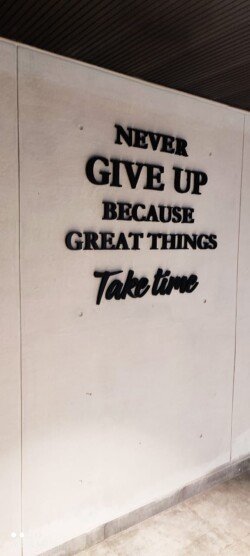 NEVER
GIVE UP
BECAUSE
GREAT THINGS
Take time